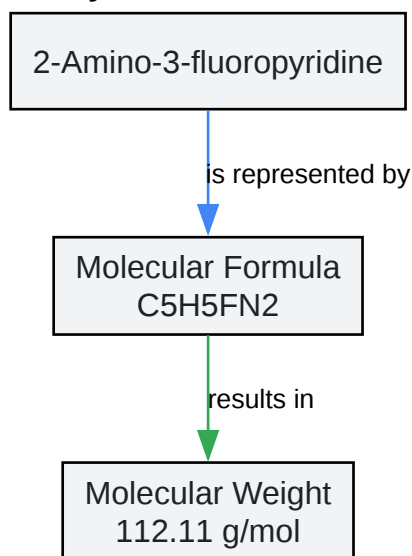 2-Amino-3-fluoropyridine
is represented by
Molecular Formula
C5H5FN2
results in
Molecular Weight
112.11 g/mol